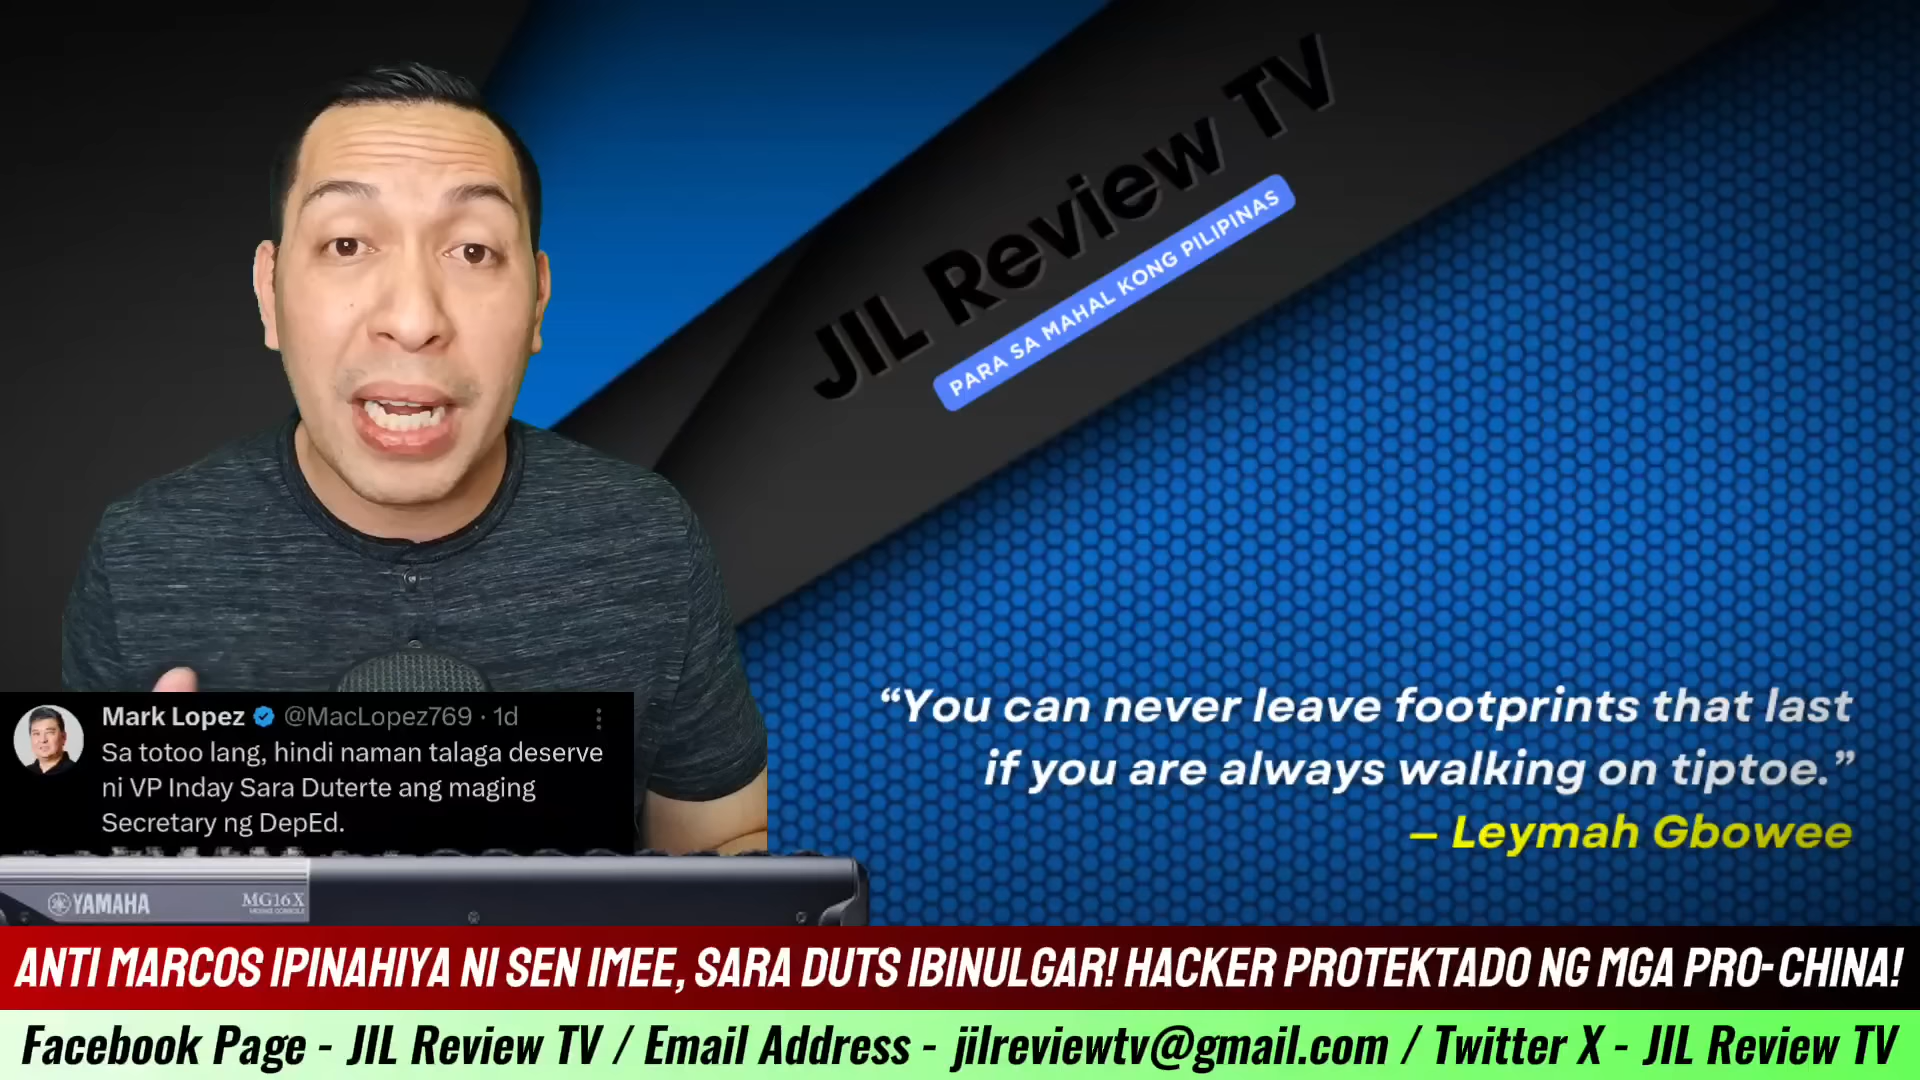 JIL Review TV
PARA SA MAHAL KONG PILIPINAS
“You can never leave footprints that last
if you are always walking on tiptoe.”
– Leymah Gbowee
Mark Lopez @MacLopez769 · 1d
Sa totoo lang, hindi naman talaga deserve
ni VP Inday Sara Duterte ang maging
Secretary ng DepEd.
YAMAHA
MG16X
MIXING CONSOLE
ANTI MARCOS IPINAHIYA NI SEN IMEE, SARA DUTS IBINULGAR! HACKER PROTEKTADO NG MGA PRO-CHINA!
Facebook Page - JIL Review TV / Email Address - jilreviewtv@gmail.com / Twitter X - JIL Review TV